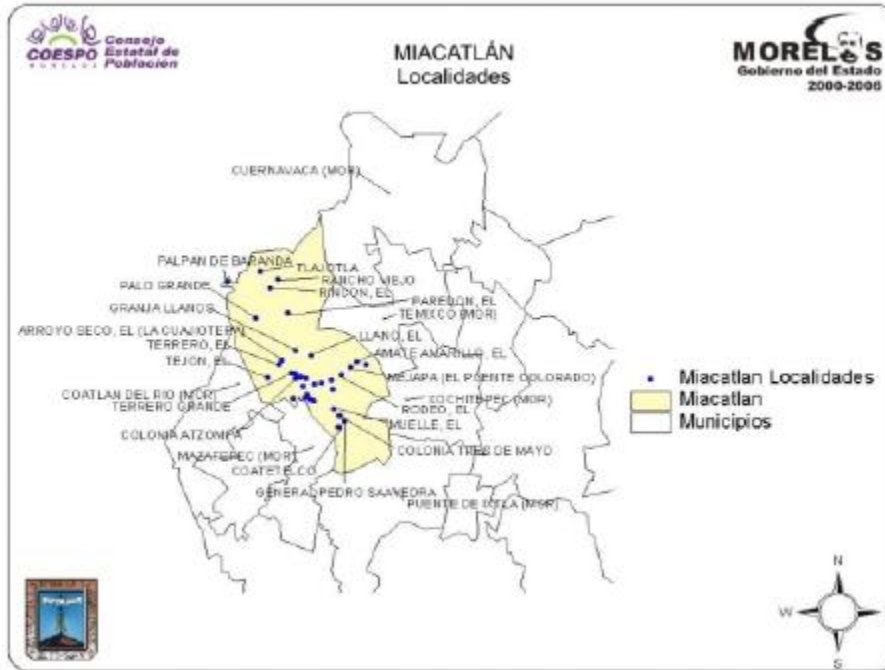 COESPO
MORELOS
Consejo
Estatal de
Población
MIACATLÁN
Localidades
MORELOS
Gobierno del Estado
2000-2006
CUERNAVACA (MOR)
PALPAN DE BARANDA
TLAJOTLA
PALO GRANDE
RANCHO VIEJO
RINCON, EL
GRANJA LLANOS
PAREDON, EL
TEMIXCO (MOR)
ARROYO SECO, EL (LA GUAJIOTERA)
LLANO, EL
TERRERO, EL
AMATE AMARILLO, EL
TEJON, EL
MEJAPA (EL PUENTE COLORADO)
COATLAN DEL RIO (MOR)
XOCHITEPEC (MOR)
TERRERO GRANDE
RODEO, EL
COLONIA ATZOMPA
MUELLE, EL
MAZATEPEC (MOR)
COLONIA TRES DE MAYO
COATETELCO
GENERAL PEDRO SAAVEDRA
PUENTE DE IXTLA (MOR)
Miacatlan Localidades
Miacatlan
Municipios
N
W
E
S